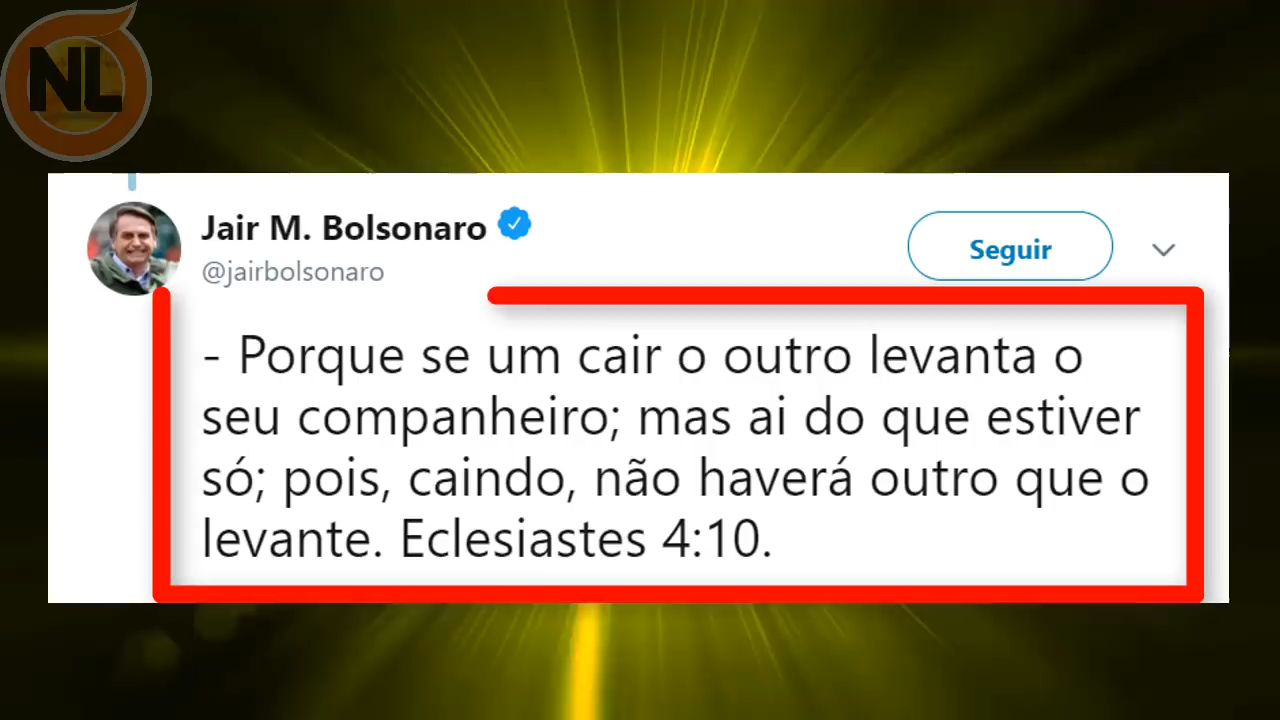 NL
Jair M. Bolsonaro
@jairbolsonaro
Seguir
- Porque se um cair o outro levanta o
seu companheiro; mas ai do que estiver
só; pois, caindo, não haverá outro que o
levante. Eclesiastes 4:10.